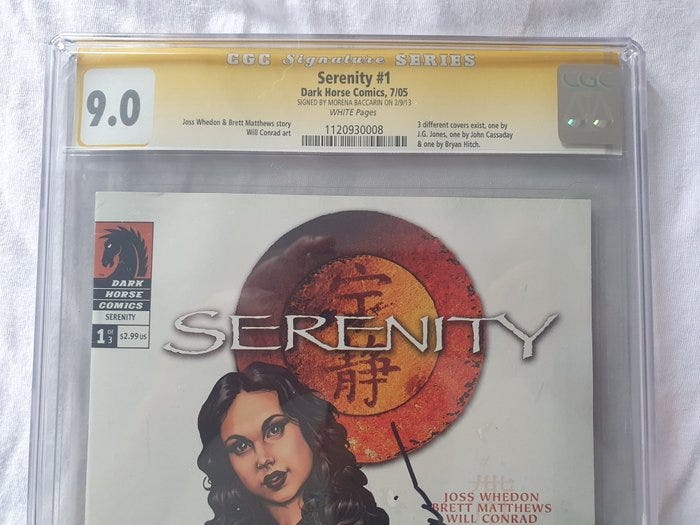 CGC Signature SERIES
Serenity #1
Dark Horse Comics, 7/05
SIGNED BY MORENA BACCARIN ON 2/9/13
WHITE Pages
9.0
Joss Whedon & Brett Matthews story
Will Conrad art
1120930008
3 different covers exist, one by
J.G. Jones, one by John Cassaday
& one by Bryan Hitch.
CGC
DARK
HORSE
COMICS
SERENITY
1 OF 3 $2.99 US
宁
SERENITY
静
JOSS WHEDON
BRETT MATTHEWS
WILL CONRAD